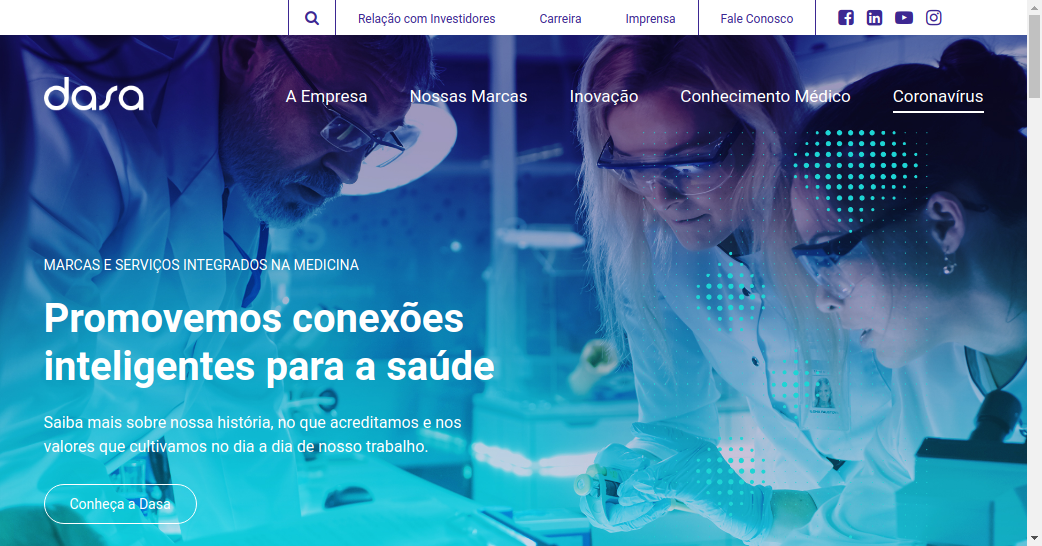 Relação com Investidores Carreira Imprensa Fale Conosco
dasa A Empresa Nossas Marcas Inovação Conhecimento Médico Coronavírus
MARCAS E SERVIÇOS INTEGRADOS NA MEDICINA
Promovemos conexões
inteligentes para a saúde
Saiba mais sobre nossa história, no que acreditamos e nos
valores que cultivamos no dia a dia de nosso trabalho.
Conheça a Dasa